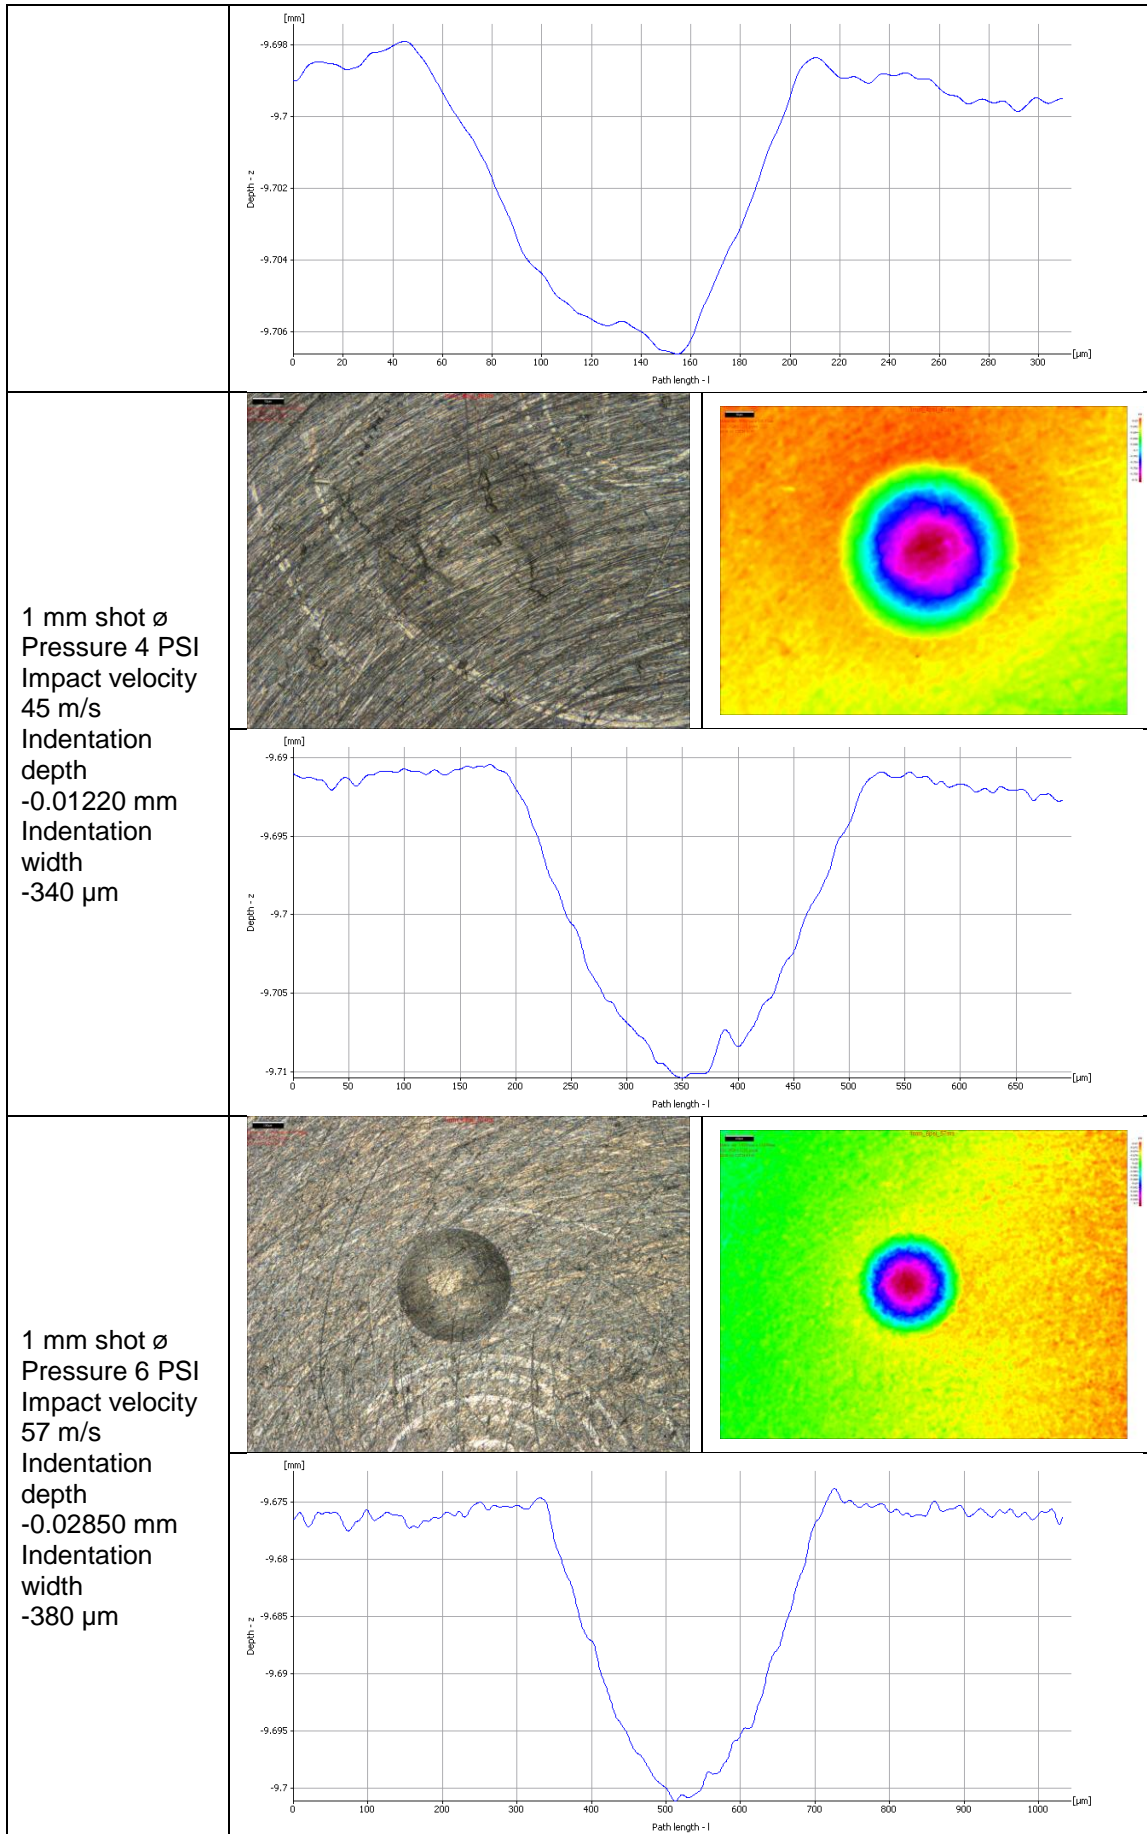 [mm]
-9.698
-9.7
-9.702
-9.704
-9.706
Depth - z
0 20 40 60 80 100 120 140 160 180 200 220 240 260 280 300 [µm]
Path length - l
1 mm shot ø
Pressure 4 PSI
Impact velocity
45 m/s
Indentation
depth
-0.01220 mm
Indentation
width
-340 µm
[mm]
-9.69
-9.695
-9.7
-9.705
-9.71
Depth - z
0 50 100 150 200 250 300 350 400 450 500 550 600 650 [µm]
Path length - l
1 mm shot ø
Pressure 6 PSI
Impact velocity
57 m/s
Indentation
depth
-0.02850 mm
Indentation
width
-380 µm
[mm]
-9.675
-9.68
-9.685
-9.69
-9.695
-9.7
Depth - z
0 100 200 300 400 500 600 700 800 900 1000 [µm]
Path length - l